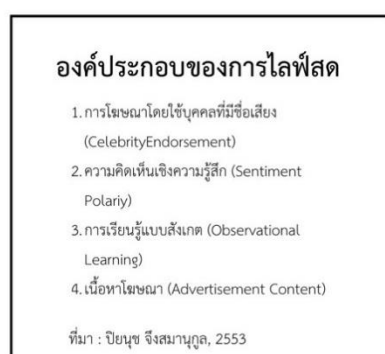 องค์ประกอบของการไลฟ์สด
1. การโฆษณาโดยใช้บุคคลที่มีชื่อเสียง
(CelebrityEndorsement)
2. ความคิดเห็นเชิงความรู้สึก (Sentiment
Polariy)
3. การเรียนรู้แบบสังเกต (Observational
Learning)
4. เนื้อหาโฆษณา (Advertisement Content)
ที่มา : ปิยนุช จึงสมานุกูล, 2553